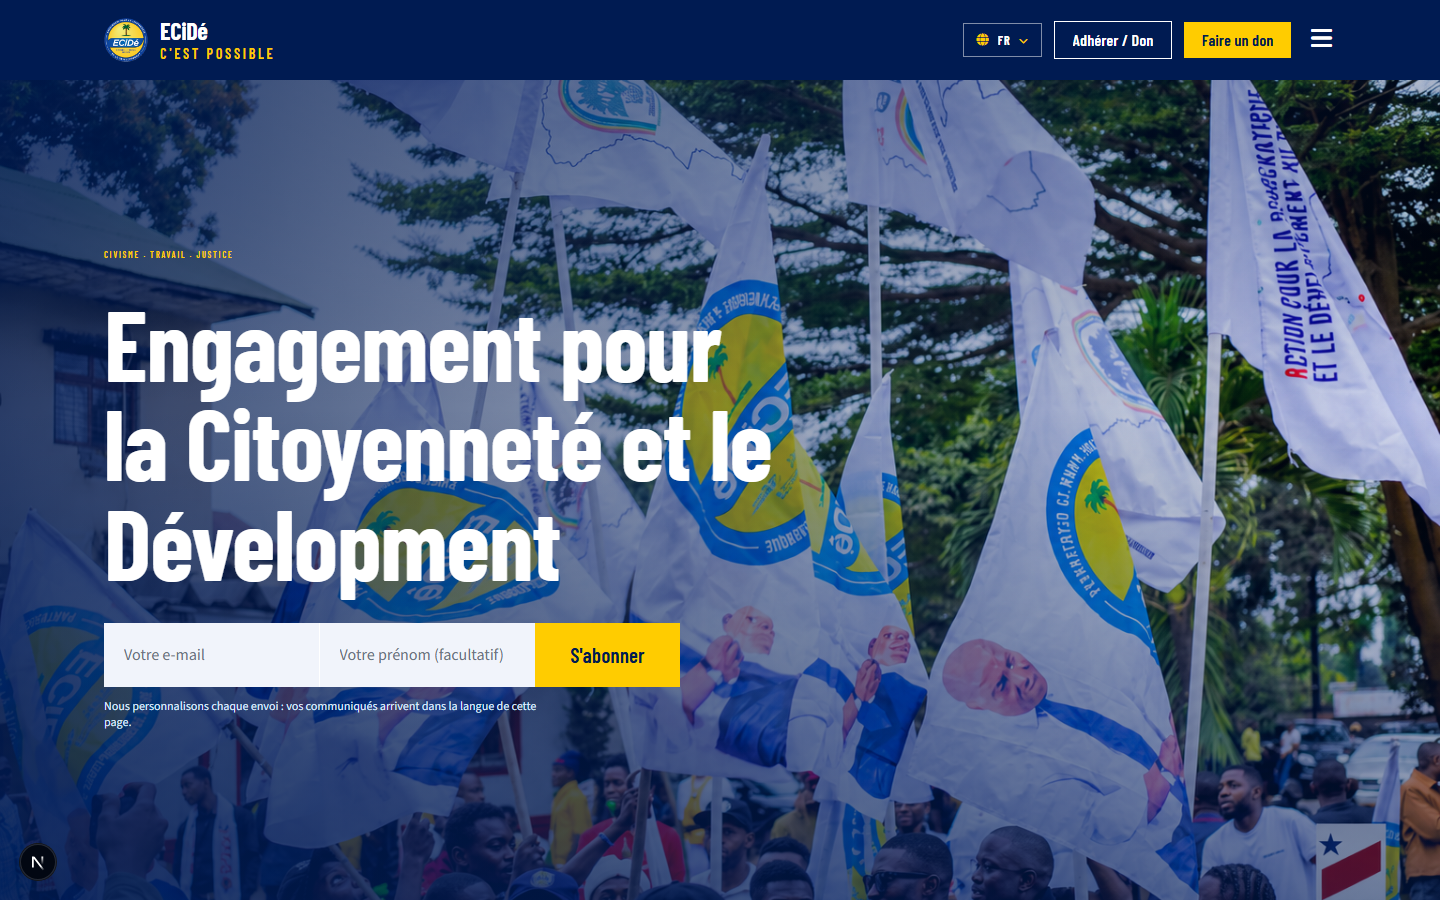 ECiDé
C'EST POSSIBLE
ECiDé
FR
Adhérer / Don
Faire un don
CIVISME . TRAVAIL . JUSTICE
Engagement pour
la Citoyenneté et le
Dévelopment
Votre e-mail
Votre prénom (facultatif)
S'abonner
Nous personnalisons chaque envoi : vos communiqués arrivent dans la langue de cette
page.
ACTION POUR LA
ET LE
N